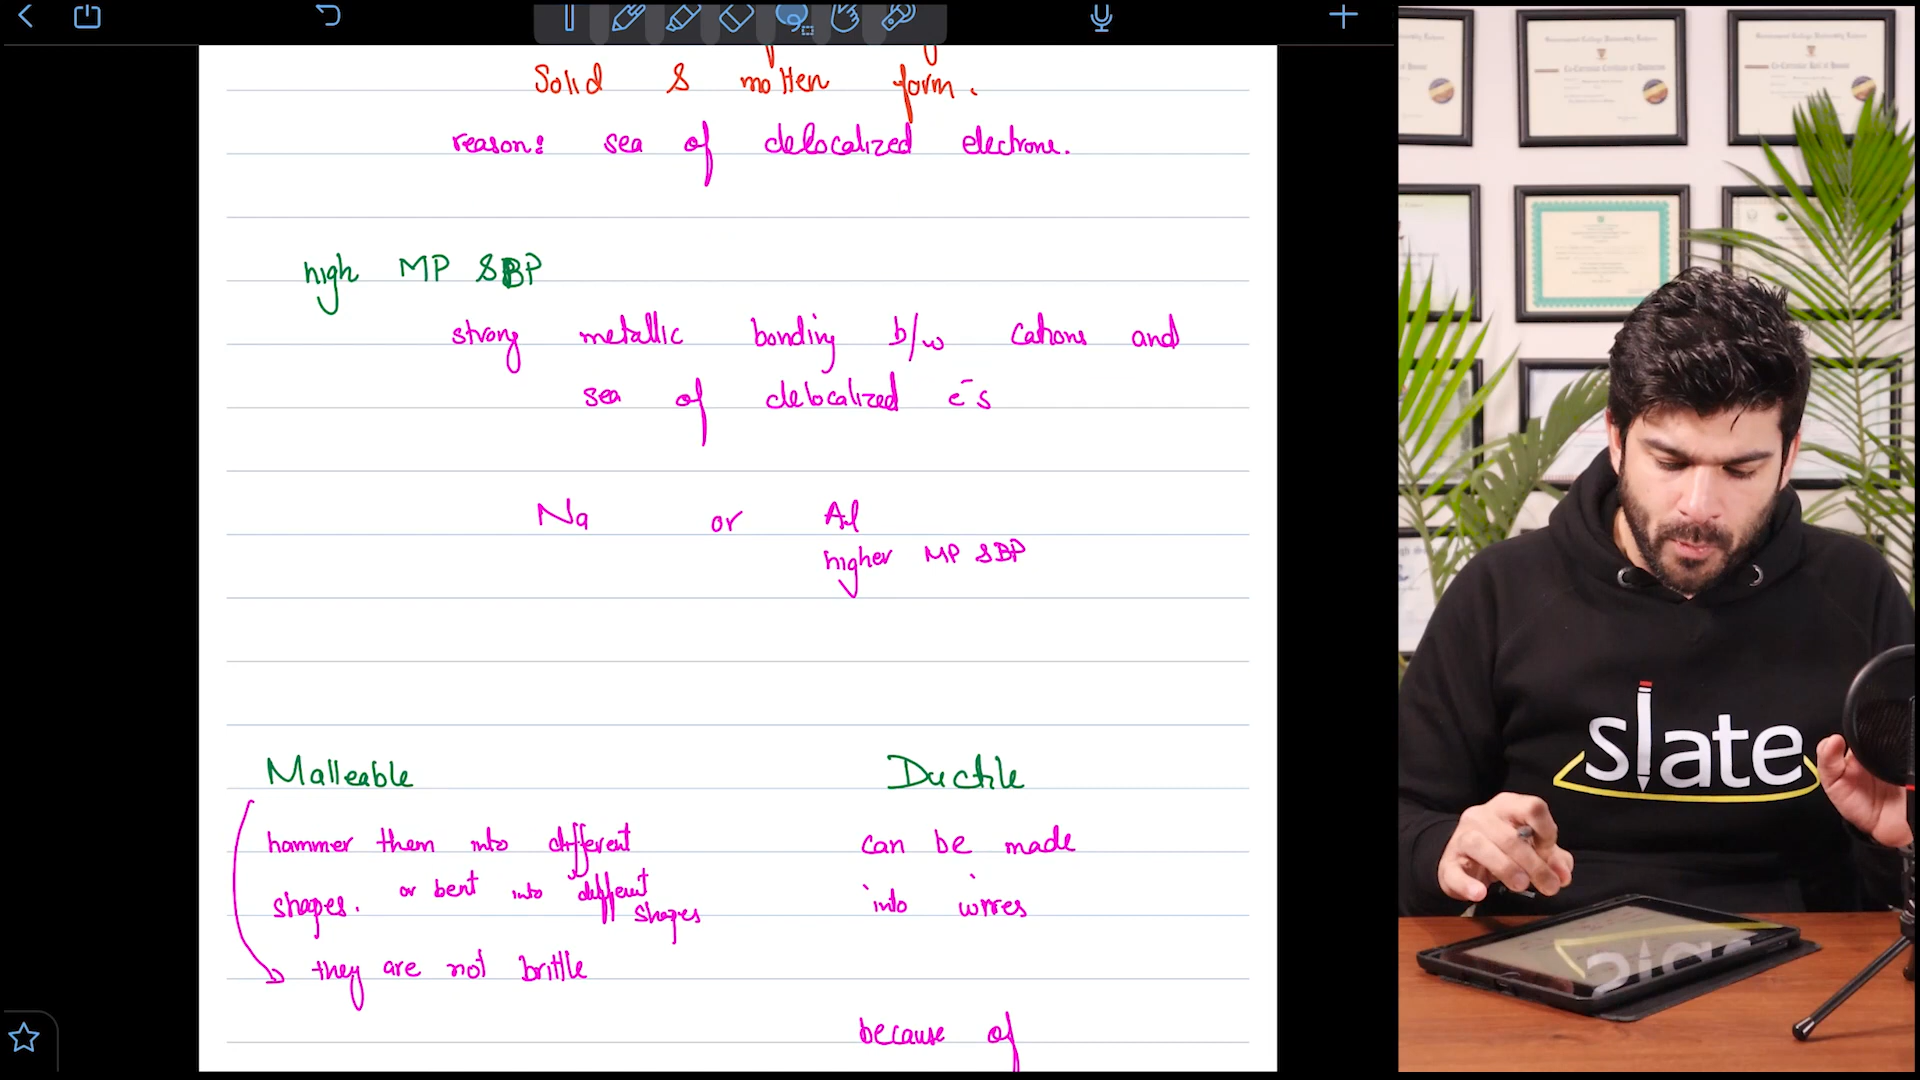 Solid & molten form.
reason: sea of delocalized electrons.
high MP & BP
strong metallic bonding b/w cations and
sea of delocalized e-s
Na or Al
higher MP & BP
Malleable Ductile
hammer them into different can be made
shapes. or bent into different shapes into wires
they are not brittle
because of
slate